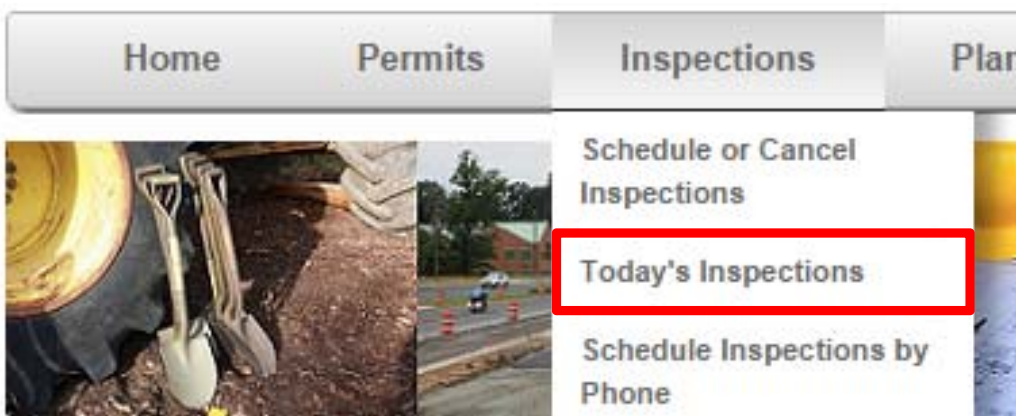 Home Permits Inspections
Schedule or Cancel
Inspections
Today's Inspections
Schedule Inspections by
Phone